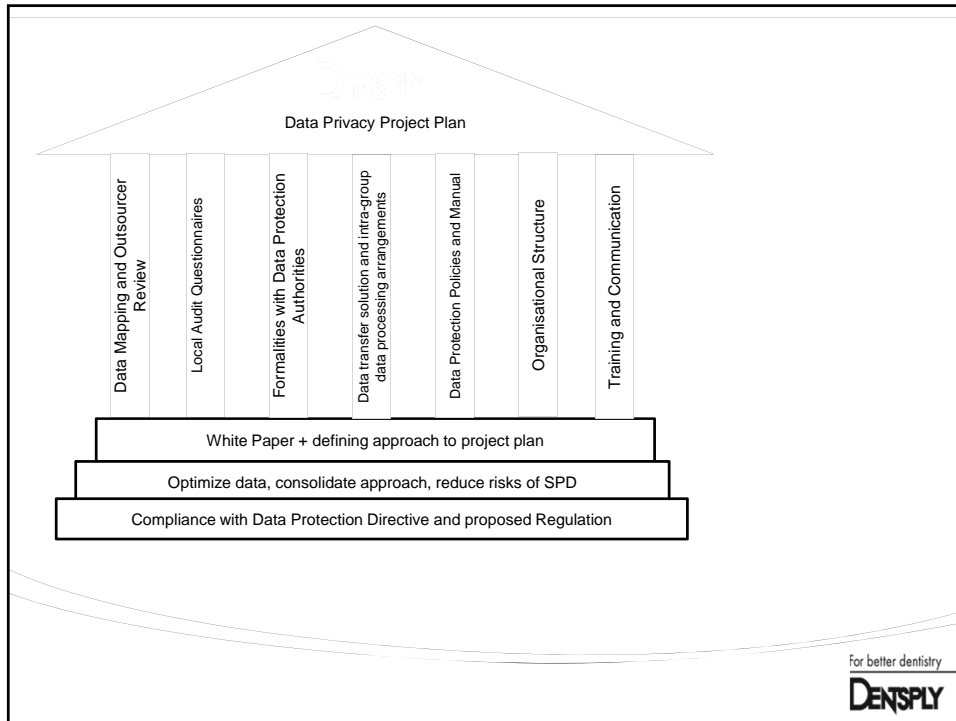 Data Privacy Project Plan
Data Mapping and Outsourcer
Review
Local Audit Questionnaires
Formalities with Data Protection
Authorities
Data transfer solution and intra-group
data processing arrangements
Data Protection Policies and Manual
Organisational Structure
Training and Communication
White Paper + defining approach to project plan
Optimize data, consolidate approach, reduce risks of SPD
Compliance with Data Protection Directive and proposed Regulation
For better dentistry
DENTSPLY